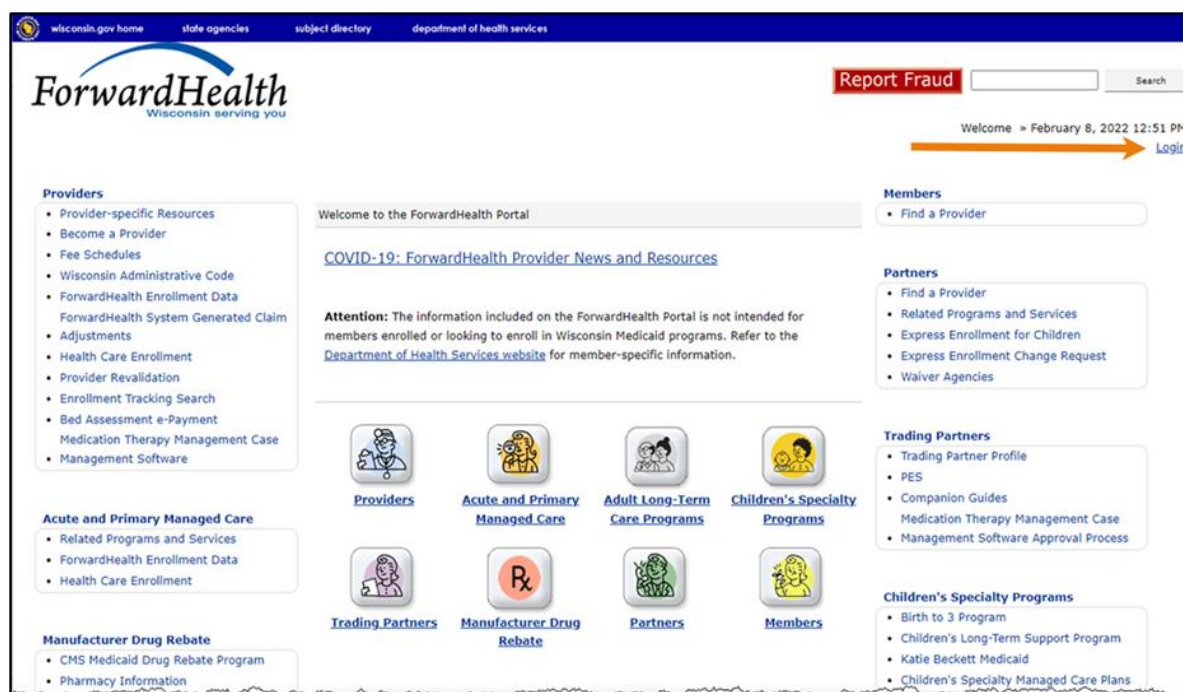 wisconsin.gov home state agencies subject directory department of health services
ForwardHealth
Wisconsin serving you
Report Fraud
Search
Welcome » February 8, 2022 12:51 PM
Login
Providers
• Provider-specific Resources
• Become a Provider
• Fee Schedules
• Wisconsin Administrative Code
• ForwardHealth Enrollment Data
ForwardHealth System Generated Claim
• Adjustments
• Health Care Enrollment
• Provider Revalidation
• Enrollment Tracking Search
• Bed Assessment e-Payment
Medication Therapy Management Case
• Management Software
Acute and Primary Managed Care
• Related Programs and Services
• ForwardHealth Enrollment Data
• Health Care Enrollment
Manufacturer Drug Rebate
• CMS Medicaid Drug Rebate Program
• Pharmacy Information
Welcome to the ForwardHealth Portal
COVID-19: ForwardHealth Provider News and Resources
Attention: The information included on the ForwardHealth Portal is not intended for
members enrolled or looking to enroll in Wisconsin Medicaid programs. Refer to the
Department of Health Services website for member-specific information.
Providers
Acute and Primary
Managed Care
Adult Long-Term
Care Programs
Children's Specialty
Programs
Trading Partners
Rx
Manufacturer Drug
Rebate
Partners
Members
Members
• Find a Provider
Partners
• Find a Provider
• Related Programs and Services
• Express Enrollment for Children
• Express Enrollment Change Request
• Waiver Agencies
Trading Partners
• Trading Partner Profile
• PES
• Companion Guides
Medication Therapy Management Case
• Management Software Approval Process
Children's Specialty Programs
• Birth to 3 Program
• Children's Long-Term Support Program
• Katie Beckett Medicaid
• Children's Specialty Managed Care Plans